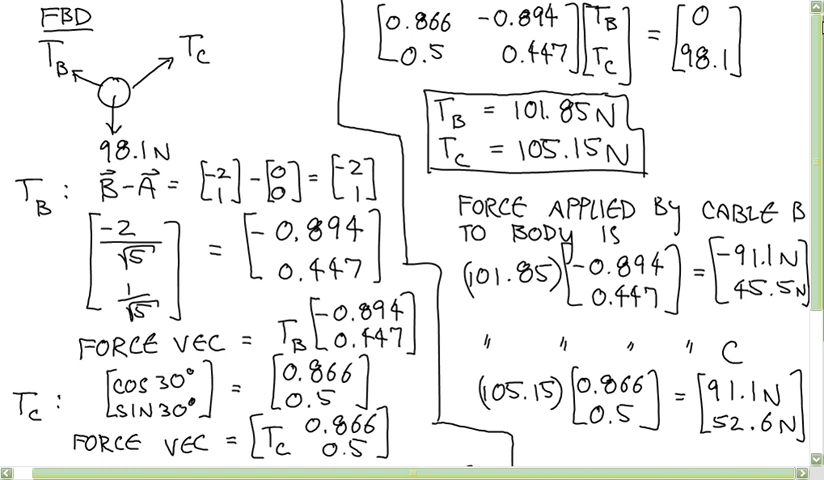 FBD
T_B T_C
98.1N
T_B : B⃗ - A⃗ = [-2 1] - [0 0] = [-2 1]
[-2/√5 1/√5] = [-0.894 0.447]
FORCE VEC = T_B [-0.894 0.447]
T_C : [COS 30° SIN 30°] = [0.866 0.5]
FORCE VEC = [T_C 0.866 0.5]
[0.866 -0.894 0.5 0.447] [T_B T_C] = [0 98.1]
T_B = 101.85N
T_C = 105.15N
FORCE APPLIED BY CABLE B
TO BODY IS
(101.85) [-0.894 0.447] = [-91.1N 45.5N]
" " " " C
(105.15) [0.866 0.5] = [91.1N 52.6N]